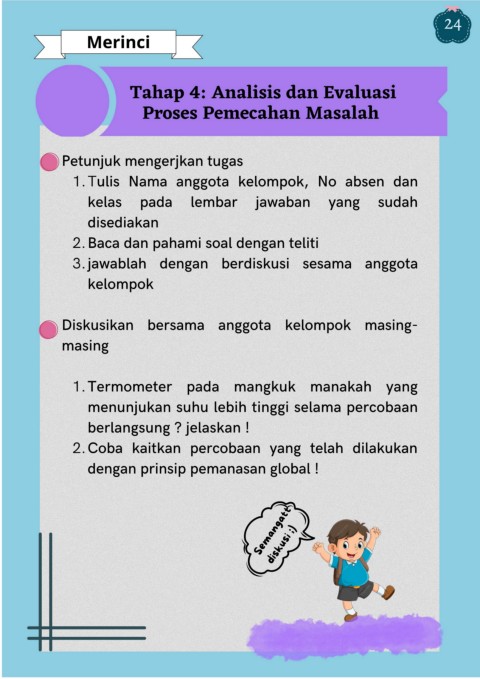 24
Merinci
Tahap 4: Analisis dan Evaluasi
Proses Pemecahan Masalah
Petunjuk mengerjkan tugas
1. Tulis Nama anggota kelompok, No absen dan
kelas pada lembar jawaban yang sudah
disediakan
2. Baca dan pahami soal dengan teliti
3. jawablah dengan berdiskusi sesama anggota
kelompok
Diskusikan bersama anggota kelompok masing-
masing
1. Termometer pada mangkuk manakah yang
menunjukan suhu lebih tinggi selama percobaan
berlangsung ? jelaskan !
2. Coba kaitkan percobaan yang telah dilakukan
dengan prinsip pemanasan global !
Semangatt
diskusi :)